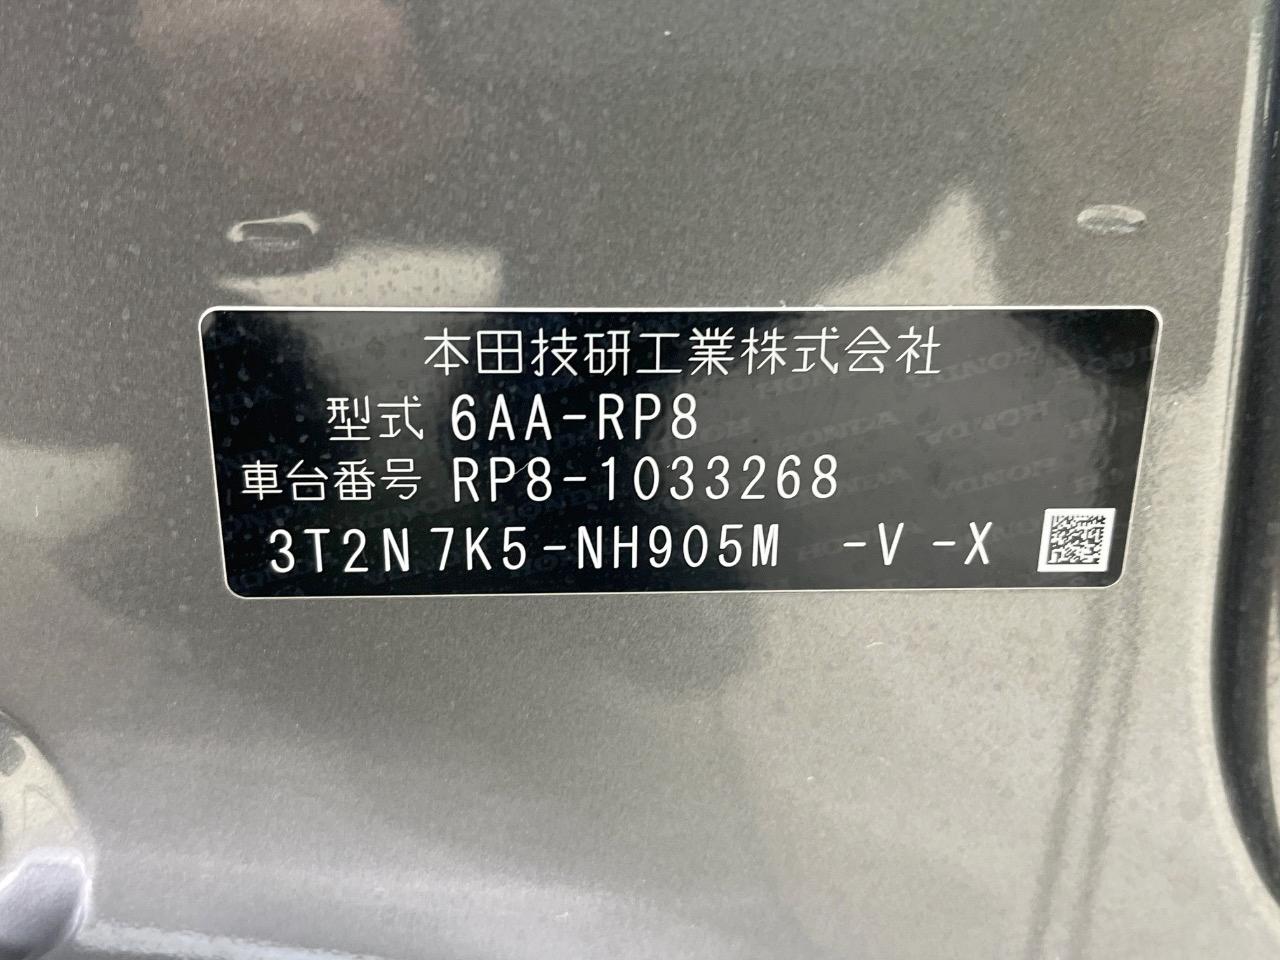 本田技研工業株式会社
型式 6AA-RP8
車台番号 RP8-1033268
3T2N7K5-NH905M -V -X